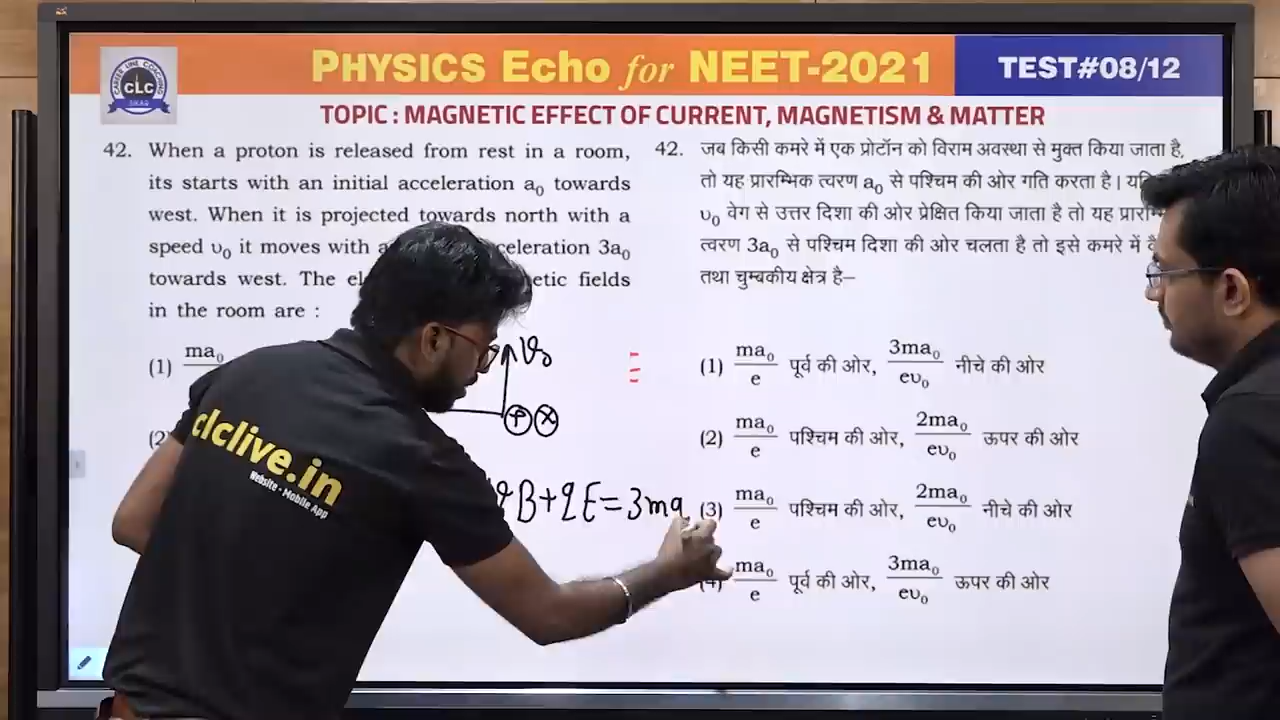 PHYSICS Echo for NEET-2021
TEST#08/12
CAREER LINE COACHING
CLC
SIKAR
TOPIC : MAGNETIC EFFECT OF CURRENT, MAGNETISM & MATTER
42. When a proton is released from rest in a room,
its starts with an initial acceleration a₀ towards
west. When it is projected towards north with a
speed υ₀ it moves with
3a₀
towards west. The
fields
in the room are :
(1) ma₀
(2)
υ₀
B+qE=3ma
42. जब किसी कमरे में एक प्रोटॉन को विराम अवस्था से मुक्त किया जाता है,
तो यह प्रारम्भिक त्वरण a₀ से पश्चिम की ओर गति करता है।
υ₀ वेग से उत्तर दिशा की ओर प्रेक्षित किया जाता है तो यह
त्वरण 3a₀ से पश्चिम दिशा की ओर चलता है तो इसे कमरे में
तथा चुम्बकीय क्षेत्र है–
(1) ma₀/e पूर्व की ओर, 3ma₀/eυ₀ नीचे की ओर
(2) ma₀/e पश्चिम की ओर, 2ma₀/eυ₀ ऊपर की ओर
(3) ma₀/e पश्चिम की ओर, 2ma₀/eυ₀ नीचे की ओर
(4) ma₀/e पूर्व की ओर, 3ma₀/eυ₀ ऊपर की ओर
clclive.in
Website - Mobile App